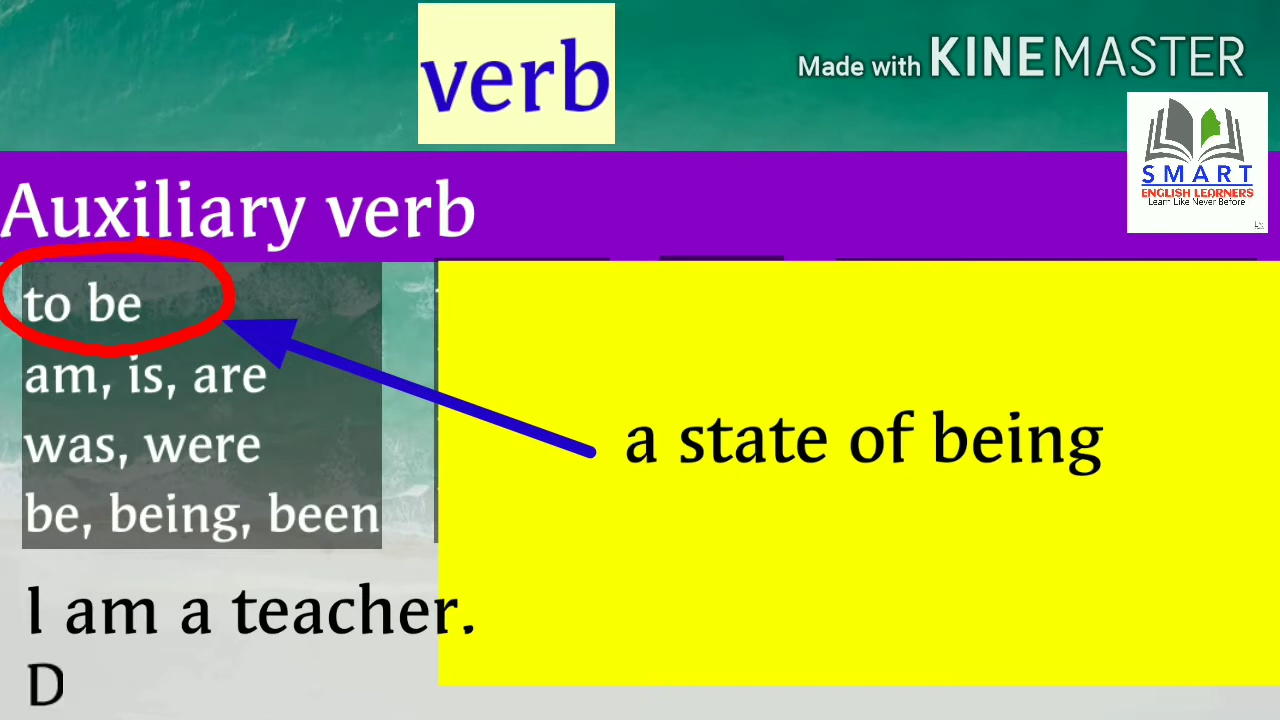 verb
Made with KINEMASTER
SMART
ENGLISH LEARNERS
Learn Like Never Before
Auxiliary verb
to be
am, is, are
was, were
be, being, been
a state of being
I am a teacher.
D